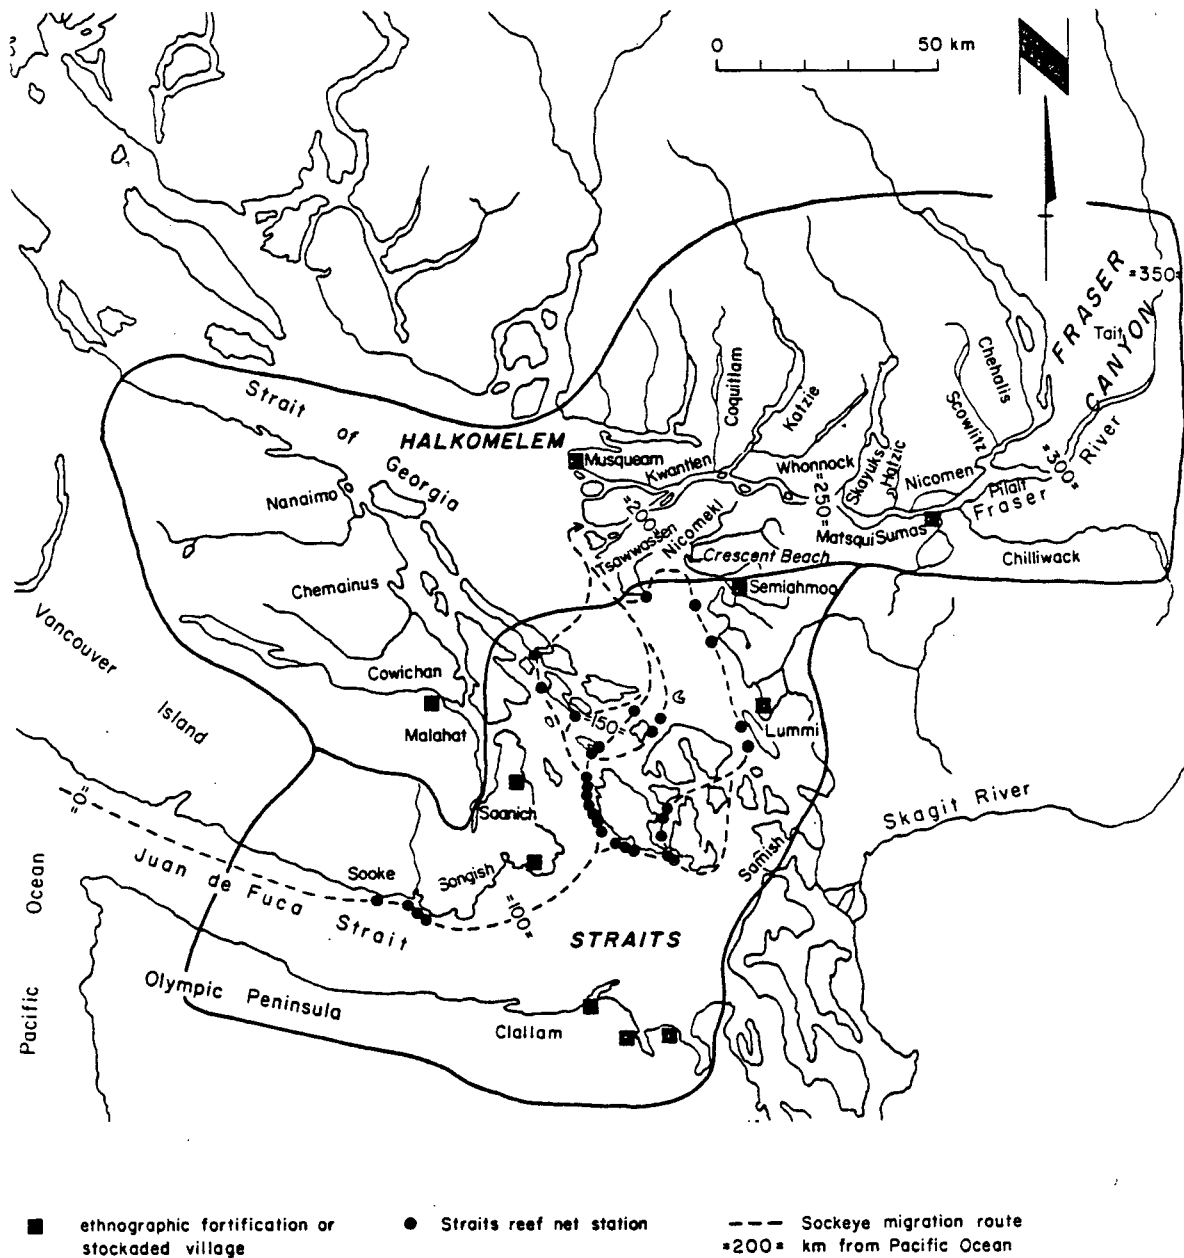 0 50 km
FRASER
CANYON
=350=
Tait
Strait of Georgia
HALKOMELEM
Coquitlam
Katzie
Chehalis
Scowlitz
Musqueam
Kwantlen
Whonnock
Skayuks
Hatzic
Nicomen
Pilalt
=300=
Fraser River
Nanaimo
=200=
Tsawwassen
Nicomekl
=250=
Matsqui
Sumas
Chilliwack
Crescent Beach
Semiahmoo
Chemainus
Vancouver Island
Cowichan
Malahat
=150=
Lummi
Saanich
Skagit River
=0=
Juan de Fuca Strait
Sooke
Songish
=100=
Samish
STRAITS
Pacific Ocean
Olympic Peninsula
Clallam
ethnographic fortification or
stockaded village
Straits reef net station
Sockeye migration route
=200= km from Pacific Ocean